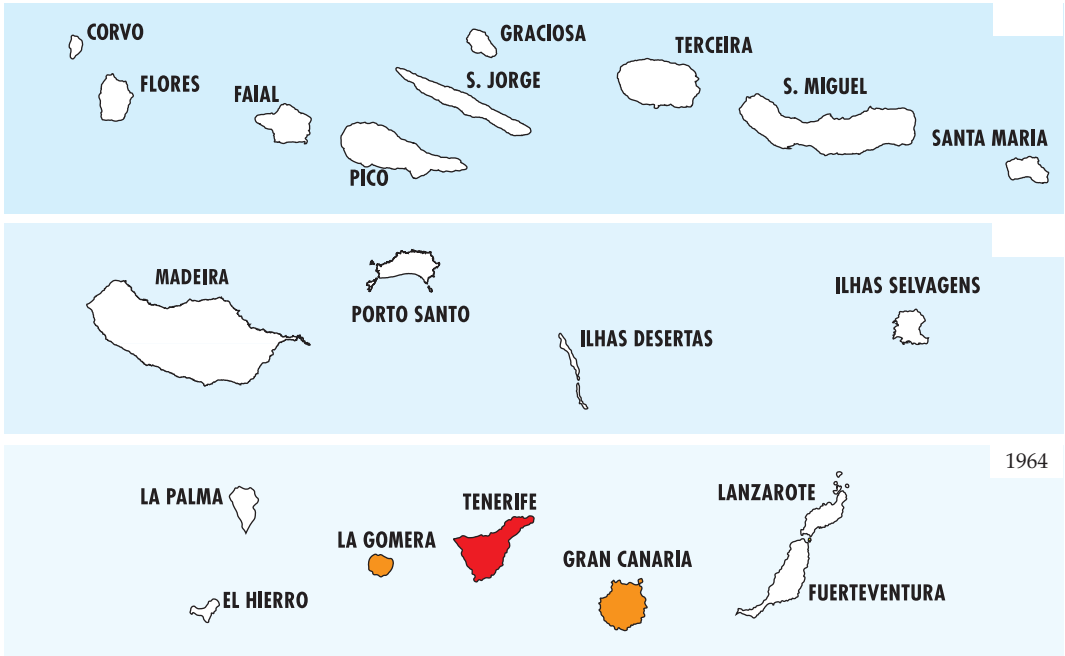 CORVO
GRACIOSA
TERCEIRA
FLORES
S. JORGE
FAIAL
S. MIGUEL
SANTA MARIA
PICO
MADEIRA
ILHAS SELVAGENS
PORTO SANTO
ILHAS DESERTAS
1964
LA PALMA
LANZAROTE
TENERIFE
LA GOMERA
GRAN CANARIA
EL HIERRO
FUERTEVENTURA